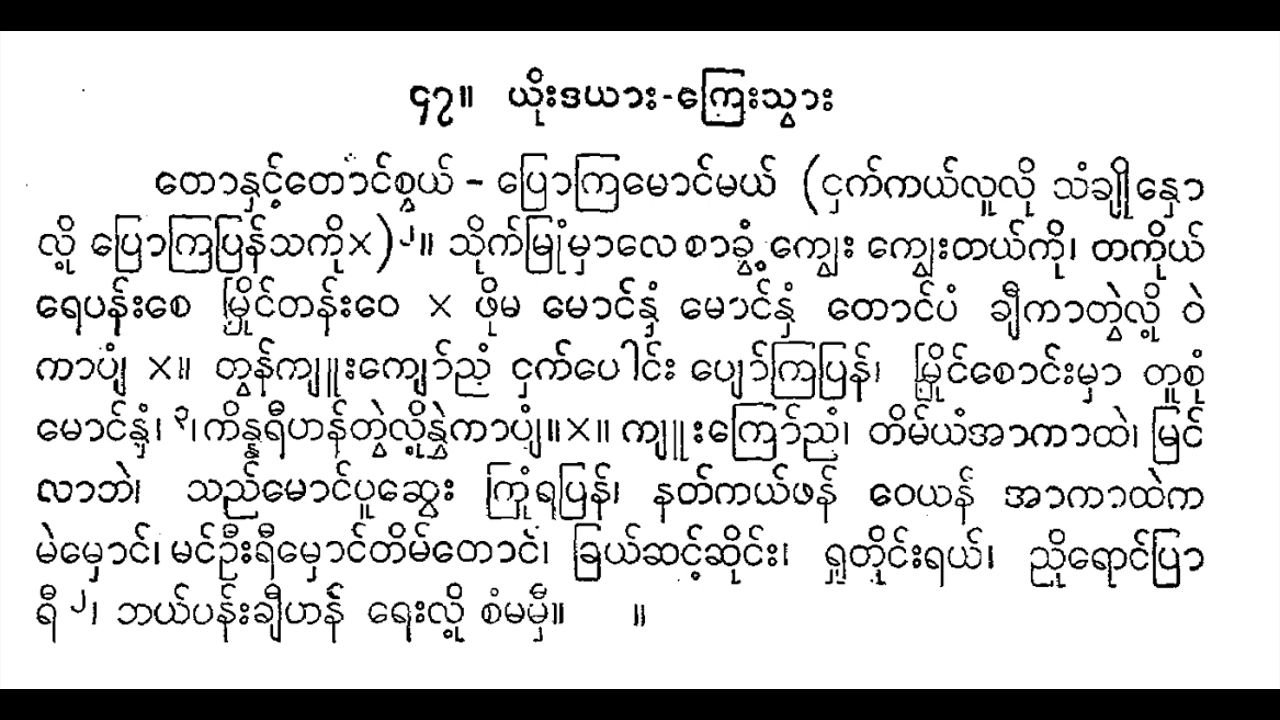 ၄၇။ ယိုးဒယား-ကြေးသွား
တောနှင့်တောင်စွယ် - ပြောကြမောင်မယ် (ငှက်ကယ်လူလို သံချိုနှော
လို့ ပြောကြပြန်သကို×)၂။ သိုက်မြုံမှာလေစာခွံ့ ကျွေး ကျွေးတယ်ကို၊ တကိုယ်
ရေပန်းစေ မြှိုင်တန်းဝေ × ဖိုမ မောင်နှံ မောင်နှံ တောင်ပံ ချီကာတွဲလို့ ဝဲ
ကာပျံ ×။ တွန်ကျူးကျော်ညံ ငှက်ပေါင်း ပျော်ကြပြန်၊ မြှိုင်စောင်းမှာ တူစုံ
မောင်နှံ၊ ၃၊ကိန္နရီဟန်တွဲလို့နွဲ့ကာပျံ။×။ ကျူးကြော်ညံ၊ တိမ်ယံအာကာထဲ၊ မြင်
လာဘဲ၊ သည်မောင်ပူဆွေး ကြုံရပြန်၊ နတ်ကယ်ဖန် ဝေယန် အာကာထဲက
မဲမှောင်၊ မင်ဦးရီမှောင်တိမ်တောင်၊ ခြယ်ဆင့်ဆိုင်း၊ ရှုတိုင်းရယ်၊ ညိုရောင်ပြာ
ရီ ၂၊ ဘယ်ပန်းချီဟန် ရေးလို့ စံမမှီ။ ။